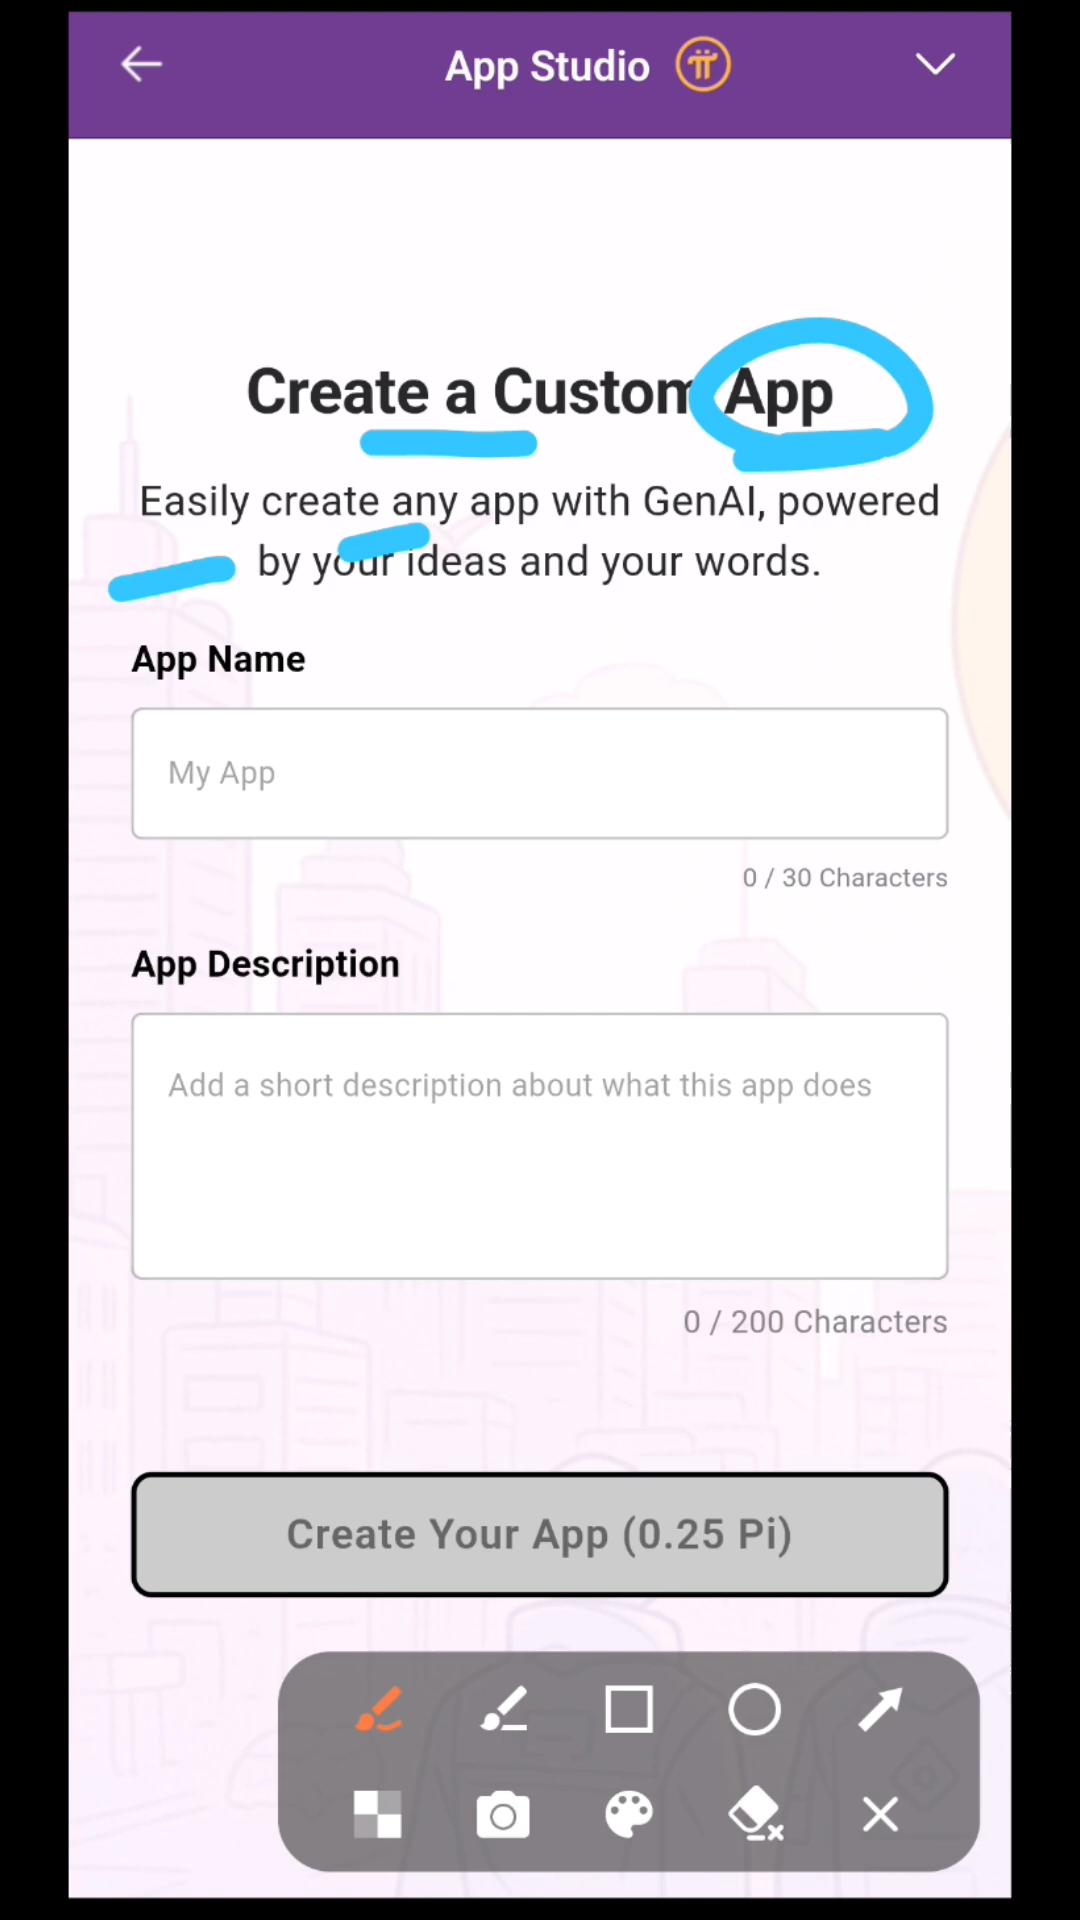 App Studio
Create a Custom App
Easily create any app with GenAI, powered
by your ideas and your words.
App Name
My App
0 / 30 Characters
App Description
Add a short description about what this app does
0 / 200 Characters
Create Your App (0.25 Pi)